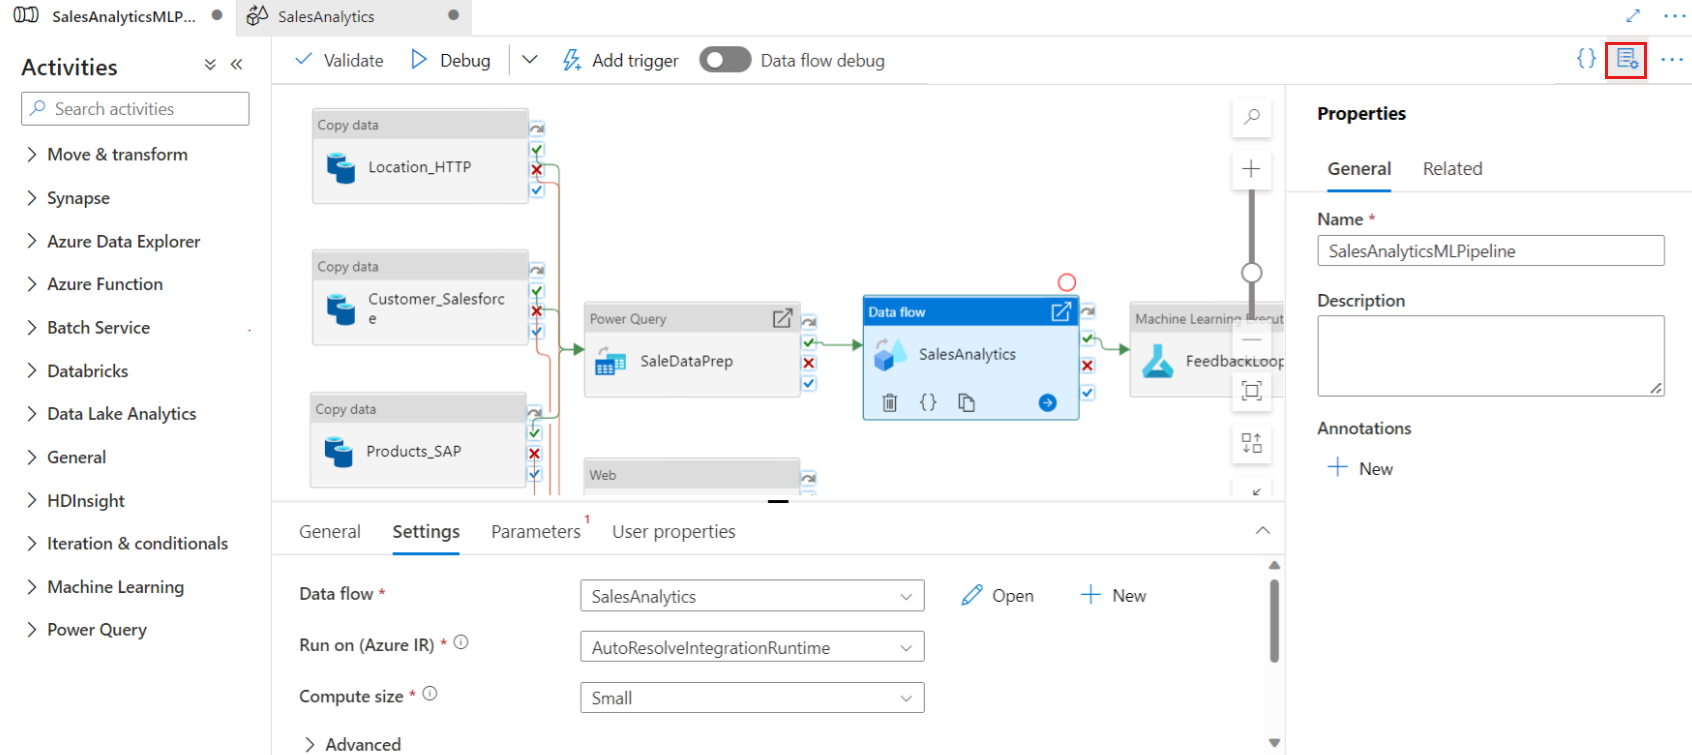 SalesAnalyticsMLP...
SalesAnalytics
Activities
Search activities
Move & transform
Synapse
Azure Data Explorer
Azure Function
Batch Service
Databricks
Data Lake Analytics
General
HDInsight
Iteration & conditionals
Machine Learning
Power Query
Validate
Debug
Add trigger
Data flow debug
{}
Copy data
Location_HTTP
Copy data
Customer_Salesforc
e
Copy data
Products_SAP
Power Query
SaleDataPrep
Web
Data flow
SalesAnalytics
{}
Machine Learning Execut
FeedbackLoop
General
Settings
Parameters 1
User properties
Data flow *
SalesAnalytics
Open
New
Run on (Azure IR) *
AutoResolveIntegrationRuntime
Compute size *
Small
Advanced
Properties
General
Related
Name *
SalesAnalyticsMLPipeline
Description
Annotations
New